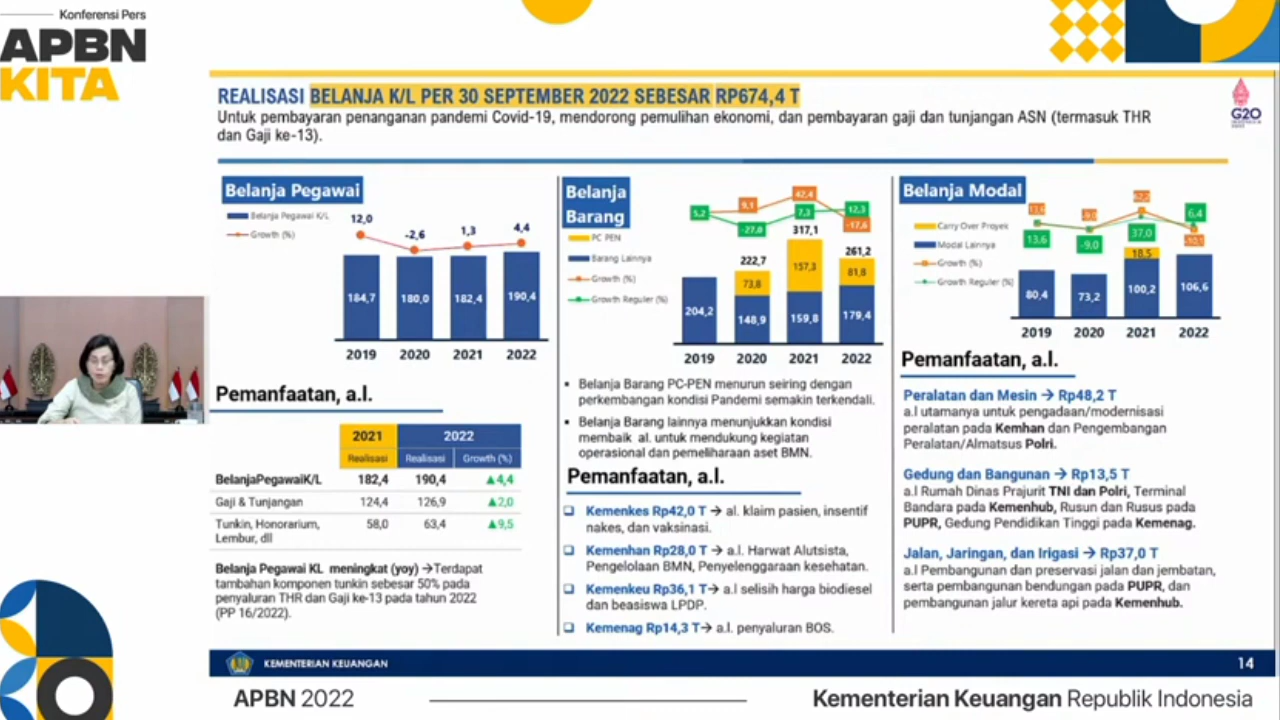 Konferensi Pers
APBN
KITA
REALISASI BELANJA K/L PER 30 SEPTEMBER 2022 SEBESAR RP674,4 T
Untuk pembayaran penanganan pandemi Covid-19, mendorong pemulihan ekonomi, dan pembayaran gaji dan tunjangan ASN (termasuk THR
dan Gaji ke-13).
G20
Belanja Pegawai
Belanja Pegawai K/L
Growth (%)
12,0
-2,6
1,3
4,4
184,7
180,0
182,4
190,4
2019
2020
2021
2022
Pemanfaatan, a.l.
2021
2022
Realisasi
Realisasi
Growth (%)
BelanjaPegawaiK/L
182,4
190,4
▲4,4
Gaji & Tunjangan
124,4
126,9
▲2,0
Tunkin, Honorarium,
Lembur, dll
58,0
63,4
▲9,5
Belanja Pegawai KL meningkat (yoy) →Terdapat
tambahan komponen tunkin sebesar 50% pada
penyaluran THR dan Gaji ke-13 pada tahun 2022
(PP 16/2022).
Belanja
Barang
PC PEN
Barang Lainnya
Growth (%)
Growth Reguler (%)
5,2
9,1
42,4
-17,6
-27,0
7,3
12,3
222,7
317,1
261,2
73,8
157,3
81,8
204,2
148,9
159,8
179,4
2019
2020
2021
2022
▪ Belanja Barang PC-PEN menurun seiring dengan
perkembangan kondisi Pandemi semakin terkendali.
▪ Belanja Barang lainnya menunjukkan kondisi
membaik al. untuk mendukung kegiatan
operasional dan pemeliharaan aset BMN.
Pemanfaatan, a.l.
❑ Kemenkes Rp42,0 T → al. klaim pasien, insentif
nakes, dan vaksinasi.
❑ Kemenhan Rp28,0 T → a.l. Harwat Alutsista,
Pengelolaan BMN, Penyelenggaraan kesehatan.
❑ Kemenkeu Rp36,1 T→ a.l selisih harga biodiesel
dan beasiswa LPDP.
❑ Kemenag Rp14,3 T→ a.l. penyaluran BOS.
Belanja Modal
Carry Over Proyek
Modal Lainnya
Growth (%)
Growth Reguler (%)
-9,0
-10,1
13,6
-9,0
37,0
6,4
18,5
80,4
73,2
100,2
106,6
2019
2020
2021
2022
Pemanfaatan, a.l.
Peralatan dan Mesin → Rp48,2 T
a.l utamanya untuk pengadaan/modernisasi
peralatan pada Kemhan dan Pengembangan
Peralatan/Almatsus Polri.
Gedung dan Bangunan → Rp13,5 T
a.l Rumah Dinas Prajurit TNI dan Polri, Terminal
Bandara pada Kemenhub, Rusun dan Rusus pada
PUPR, Gedung Pendidikan Tinggi pada Kemenag.
Jalan, Jaringan, dan Irigasi → Rp37,0 T
a.l Pembangunan dan preservasi jalan dan jembatan,
serta pembangunan bendungan pada PUPR, dan
pembangunan jalur kereta api pada Kemenhub.
KEMENTERIAN KEUANGAN
14
APBN 2022
Kementerian Keuangan Republik Indonesia